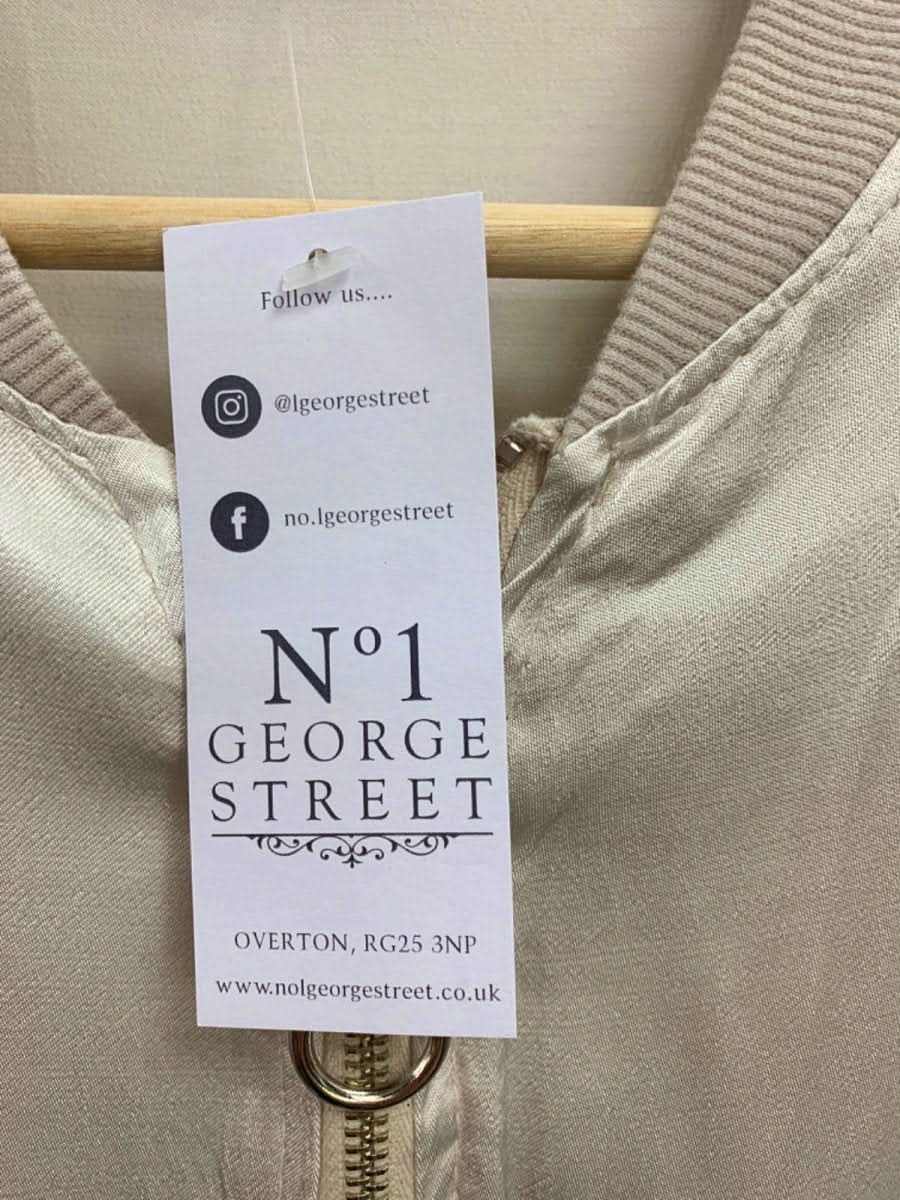 Follow us....
@1georgestreet
no.1georgestreet
Nº1
GEORGE
STREET
OVERTON, RG25 3NP
www.no1georgestreet.co.uk